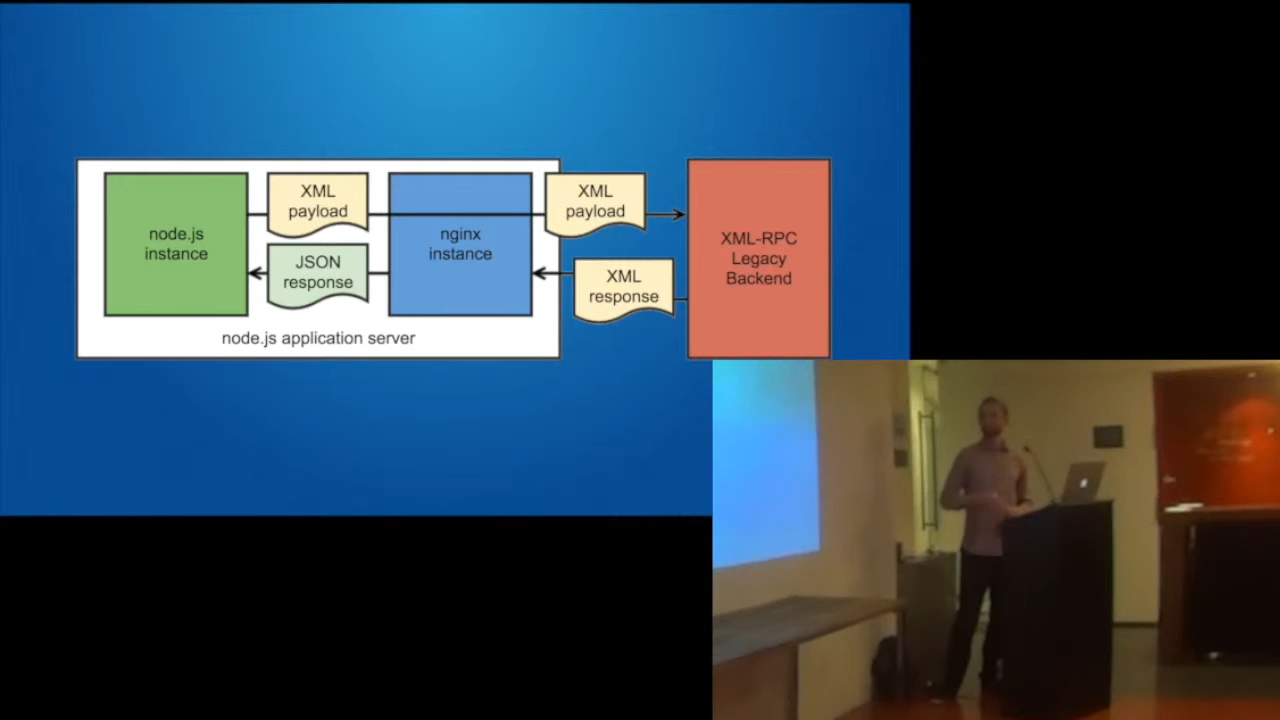 node.js
instance
XML
payload
JSON
response
nginx
instance
XML
payload
XML
response
XML-RPC
Legacy
Backend
node.js application server